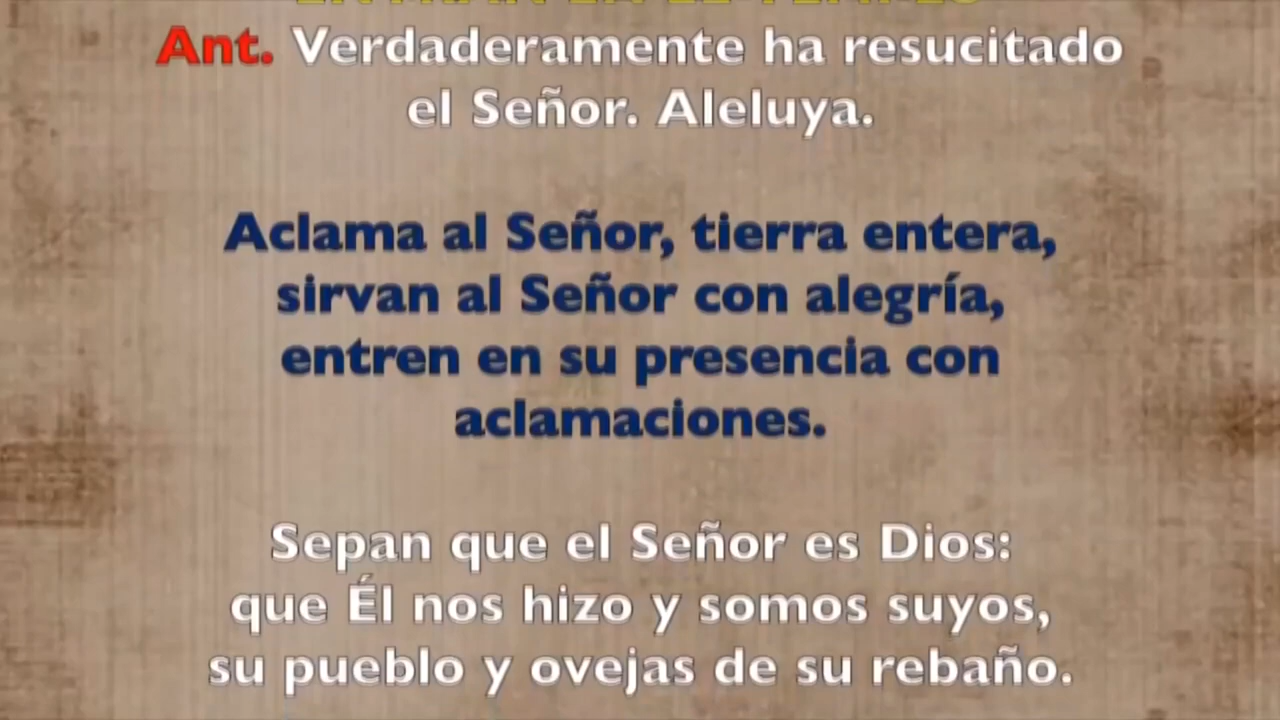 Ant. Verdaderamente ha resucitado
el Señor. Aleluya.
Aclama al Señor, tierra entera,
sirvan al Señor con alegría,
entren en su presencia con
aclamaciones.
Sepan que el Señor es Dios:
que Él nos hizo y somos suyos,
su pueblo y ovejas de su rebaño.